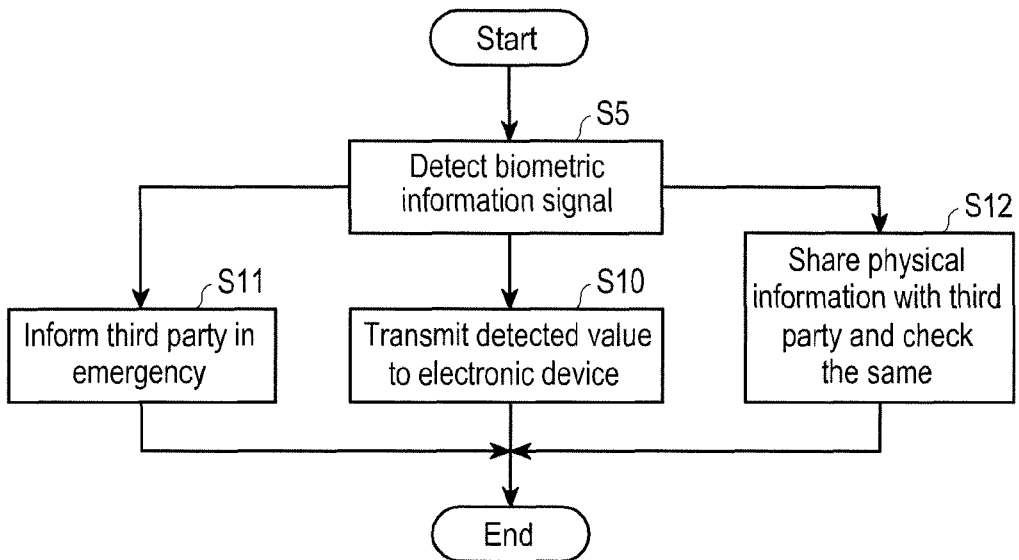 Start
S5
Detect biometric
information signal
S12
Share physical
information with third
party and check
the same
S11
Inform third party in
emergency
S10
Transmit detected value
to electronic device
End